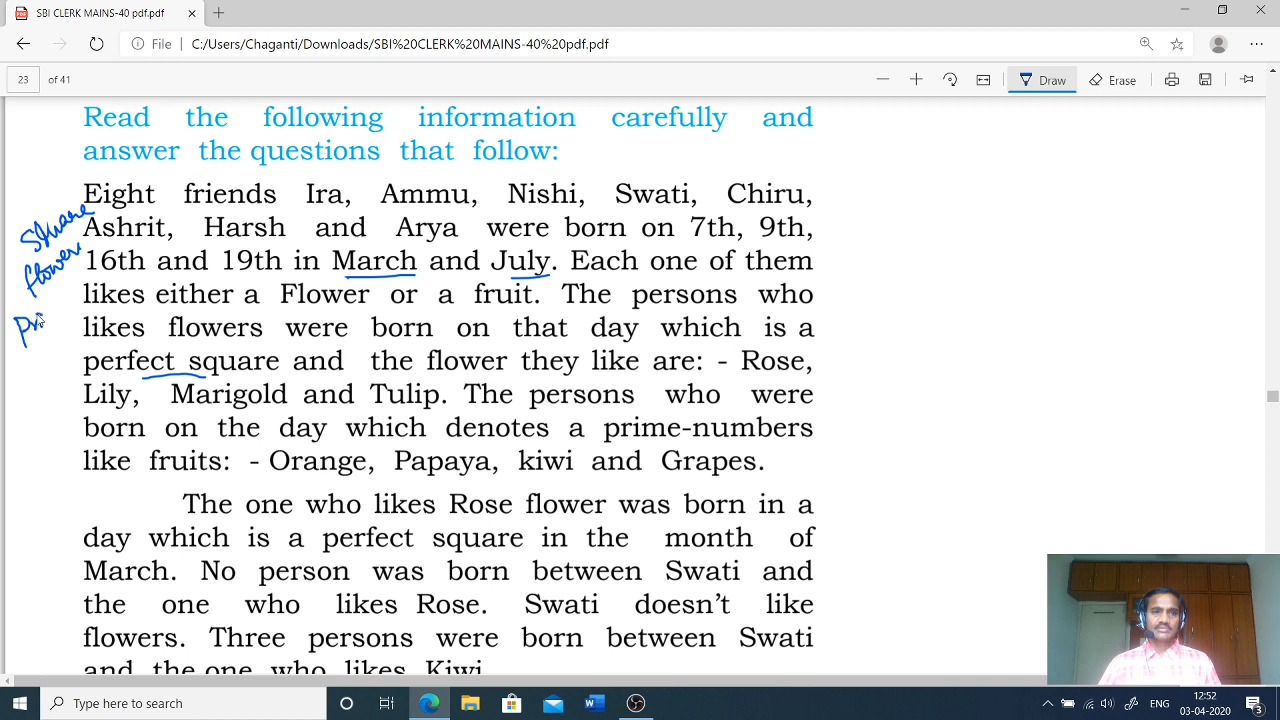 SBI CLERK MAINS-40 pdf.pdf
File C:/Users/Chaganti/Downloads/SBI%20CLERK%20MAINS-40%20pdf.pdf
23 of 41 Draw Erase
Read the following information carefully and
answer the questions that follow:
Eight friends Ira, Ammu, Nishi, Swati, Chiru,
Square Ashrit, Harsh and Arya were born on 7th, 9th,
flower 16th and 19th in March and July. Each one of them
likes either a Flower or a fruit. The persons who
Pri likes flowers were born on that day which is a
perfect square and the flower they like are: - Rose,
Lily, Marigold and Tulip. The persons who were
born on the day which denotes a prime-numbers
like fruits: - Orange, Papaya, kiwi and Grapes.
The one who likes Rose flower was born in a
day which is a perfect square in the month of
March. No person was born between Swati and
the one who likes Rose. Swati doesn't like
flowers. Three persons were born between Swati
and the one who likes Kiwi
Type here to search
ENG 12:52
03-04-2020 3